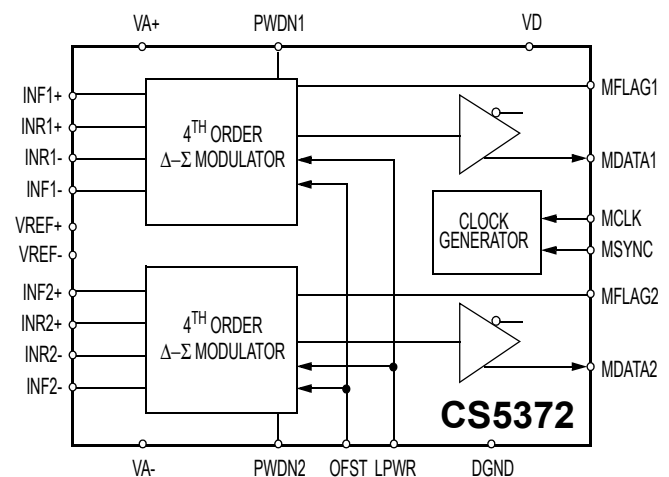 VA+
PWDN1
VD
INF1+
INR1+
INR1-
INF1-
VREF+
VREF-
INF2+
INR2+
INR2-
INF2-
4TH ORDER
Δ–Σ MODULATOR
4TH ORDER
Δ–Σ MODULATOR
CLOCK
GENERATOR
MFLAG1
MDATA1
MCLK
MSYNC
MFLAG2
MDATA2
CS5372
VA-
PWDN2
OFST
LPWR
DGND